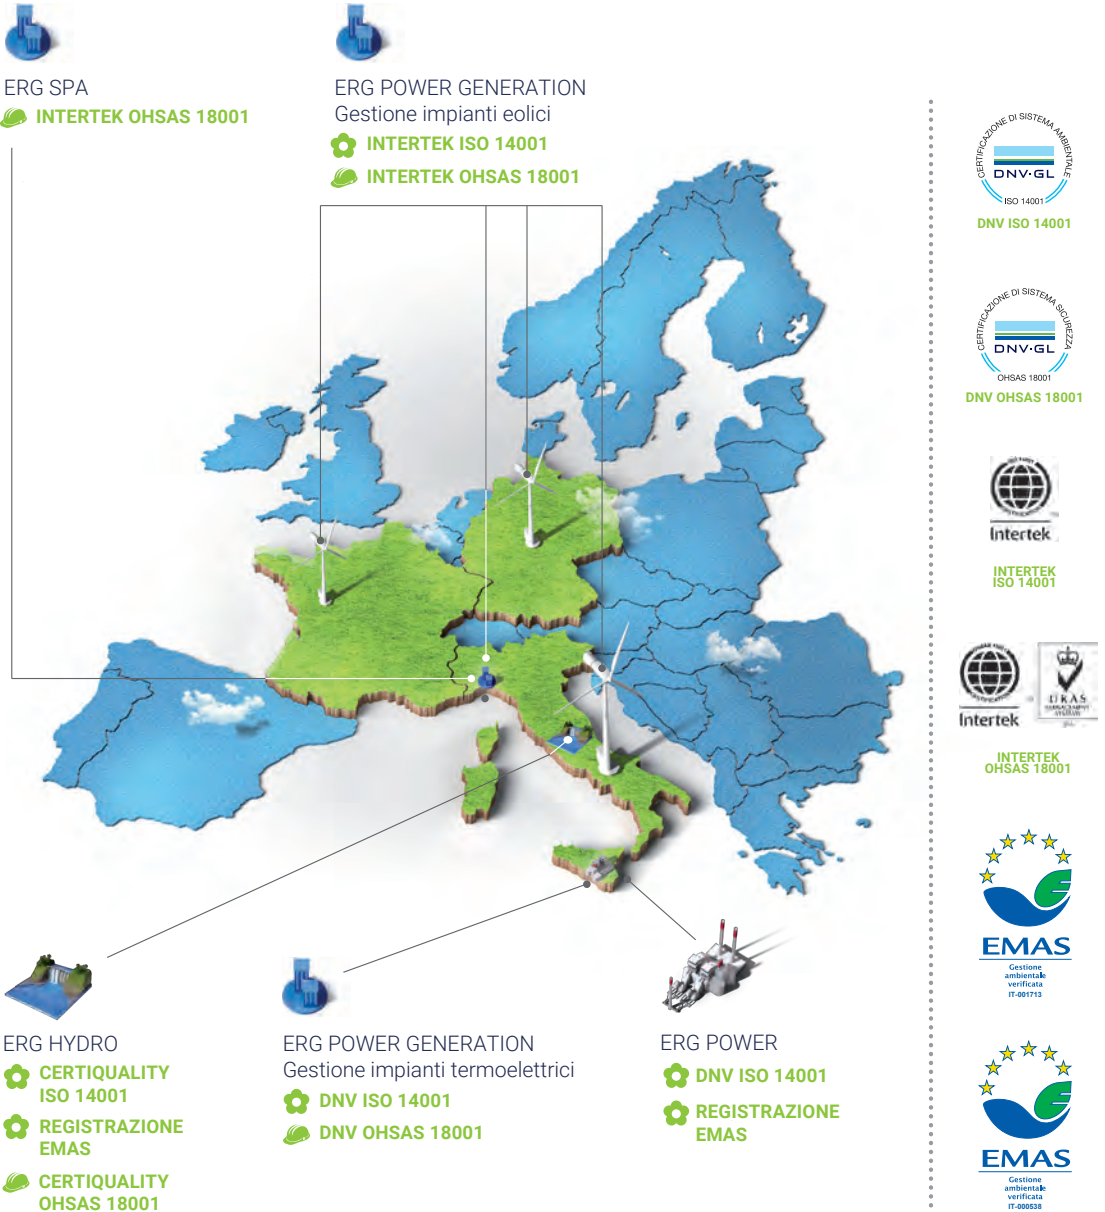 ERG SPA
INTERTEK OHSAS 18001
ERG POWER GENERATION
Gestione impianti eolici
INTERTEK ISO 14001
INTERTEK OHSAS 18001
ERG HYDRO
CERTIQUALITY
ISO 14001
REGISTRAZIONE
EMAS
CERTIQUALITY
OHSAS 18001
ERG POWER GENERATION
Gestione impianti termoelettrici
DNV ISO 14001
DNV OHSAS 18001
ERG POWER
DNV ISO 14001
REGISTRAZIONE
EMAS
CERTIFICAZIONE DI SISTEMA AMBIENTALE
DNV·GL
ISO 14001
DNV ISO 14001
CERTIFICAZIONE DI SISTEMA SICUREZZA
DNV·GL
OHSAS 18001
DNV OHSAS 18001
Intertek
INTERTEK
ISO 14001
Intertek
UKAS
MANAGEMENT
SYSTEMS
INTERTEK
OHSAS 18001
EMAS
Gestione
ambientale
verificata
IT-001713
EMAS
Gestione
ambientale
verificata
IT-000538